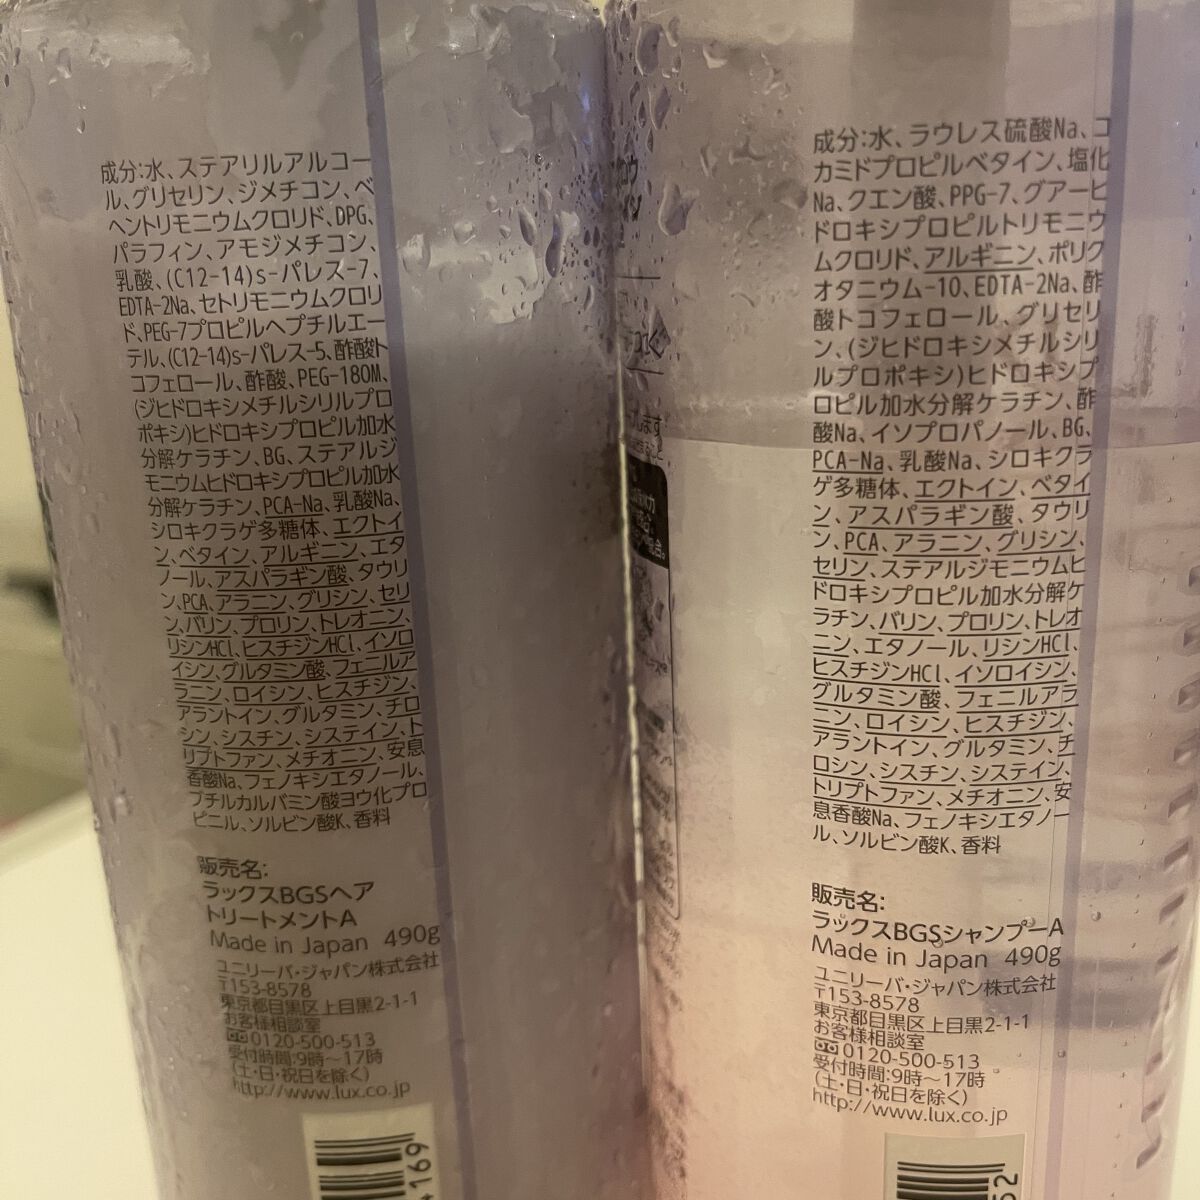 成分:水、ステアリルアルコー
ル、グリセリン、ジメチコン、ベ
ヘントリモニウムクロリド、DPG、
パラフィン、アモジメチコン、
乳酸、(C12-14)s-パレス-7、
EDTA-2Na、セトリモニウムクロリ
ド、PEG-7プロピルヘプチルエー
テル、(C12-14)s-パレス-5、酢酸ト
コフェロール、酢酸、PEG-180M、
(ジヒドロキシメチルシリルプロ
ポキシ)ヒドロキシプロピル加水
分解ケラチン、BG、ステアルジ
モニウムヒドロキシプロピル加水
分解ケラチン、PCA-Na、乳酸Na、
シロキクラゲ多糖体、エクトイ
ン、ベタイン、アルギニン、エタ
ノール、アスパラギン酸、タウリ
ン、PCA、アラニン、グリシン、セリ
ン、バリン、プロリン、トレオニン、
リシンHCl、ヒスチジンHCl、イソロ
イシン、グルタミン酸、フェニルア
ラニン、ロイシン、ヒスチジン、
アラントイン、グルタミン、チロ
シン、シスチン、システイン、ト
リプトファン、メチオニン、安息
香酸Na、フェノキシエタノール、
ブチルカルバミン酸ヨウ化プロ
ピニル、ソルビン酸K、香料
販売名:
ラックスBGSヘア
トリートメントA
Made in Japan 490g
ユニリーバ・ジャパン株式会社
〒153-8578
東京都目黒区上目黒2-1-1
お客様相談室
0120-500-513
受付時間:9時~17時
(土・日・祝日を除く)
http://www.lux.co.jp
169
成分:水、ラウレス硫酸Na、コ
カミドプロピルベタイン、塩化
Na、クエン酸、PPG-7、グアーヒ
ドロキシプロピルトリモニウ
ムクロリド、アルギニン、ポリク
オタニウム-10、EDTA-2Na、酢
酸トコフェロール、グリセリ
ン、(ジヒドロキシメチルシリ
ルプロポキシ)ヒドロキシプ
ロピル加水分解ケラチン、酢
酸Na、イソプロパノール、BG、
PCA-Na、乳酸Na、シロキクラ
ゲ多糖体、エクトイン、ベタイ
ン、アスパラギン酸、タウリ
ン、PCA、アラニン、グリシン、
セリン、ステアルジモニウムヒ
ドロキシプロピル加水分解ケ
ラチン、バリン、プロリン、トレオ
ニン、エタノール、リシンHCl、
ヒスチジンHCl、イソロイシン、
グルタミン酸、フェニルアラ
ニン、ロイシン、ヒスチジン、
アラントイン、グルタミン、チ
ロシン、シスチン、システイン、
トリプトファン、メチオニン、安
息香酸Na、フェノキシエタノー
ル、ソルビン酸K、香料
販売名:
ラックスBGSシャンプーA
Made in Japan 490g
ユニリーバ・ジャパン株式会社
〒153-8578
東京都目黒区上目黒2-1-1
お客様相談室
0120-500-513
受付時間:9時~17時
(土・日・祝日を除く)
http://www.lux.co.jp